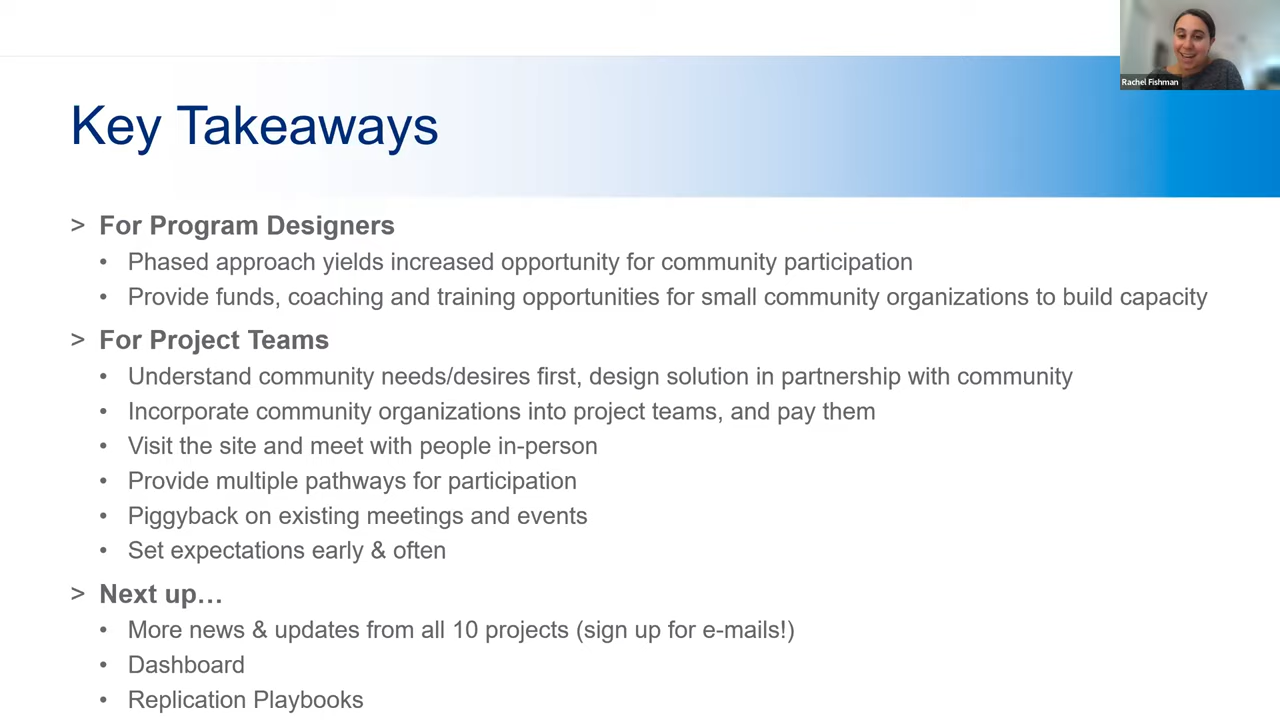 Rachel Fishman
Key Takeaways
> For Program Designers
• Phased approach yields increased opportunity for community participation
• Provide funds, coaching and training opportunities for small community organizations to build capacity
> For Project Teams
• Understand community needs/desires first, design solution in partnership with community
• Incorporate community organizations into project teams, and pay them
• Visit the site and meet with people in-person
• Provide multiple pathways for participation
• Piggyback on existing meetings and events
• Set expectations early & often
> Next up…
• More news & updates from all 10 projects (sign up for e-mails!)
• Dashboard
• Replication Playbooks